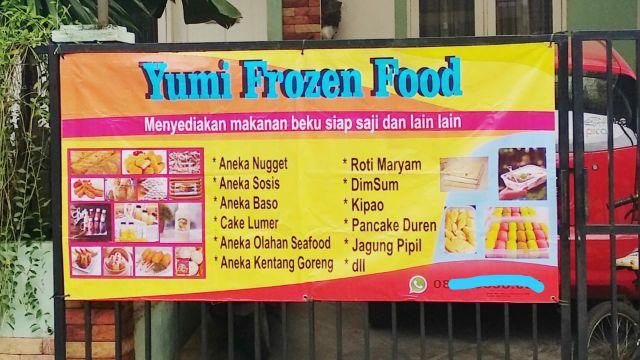 Yumi Frozen Food
Menyediakan makanan beku siap saji dan lain lain
* Aneka Nugget
* Aneka Sosis
* Aneka Baso
* Cake Lumer
* Aneka Olahan Seafood
* Aneka Kentang Goreng
* Roti Maryam
* DimSum
* Kipao
* Pancake Duren
* Jagung Pipil
* dll